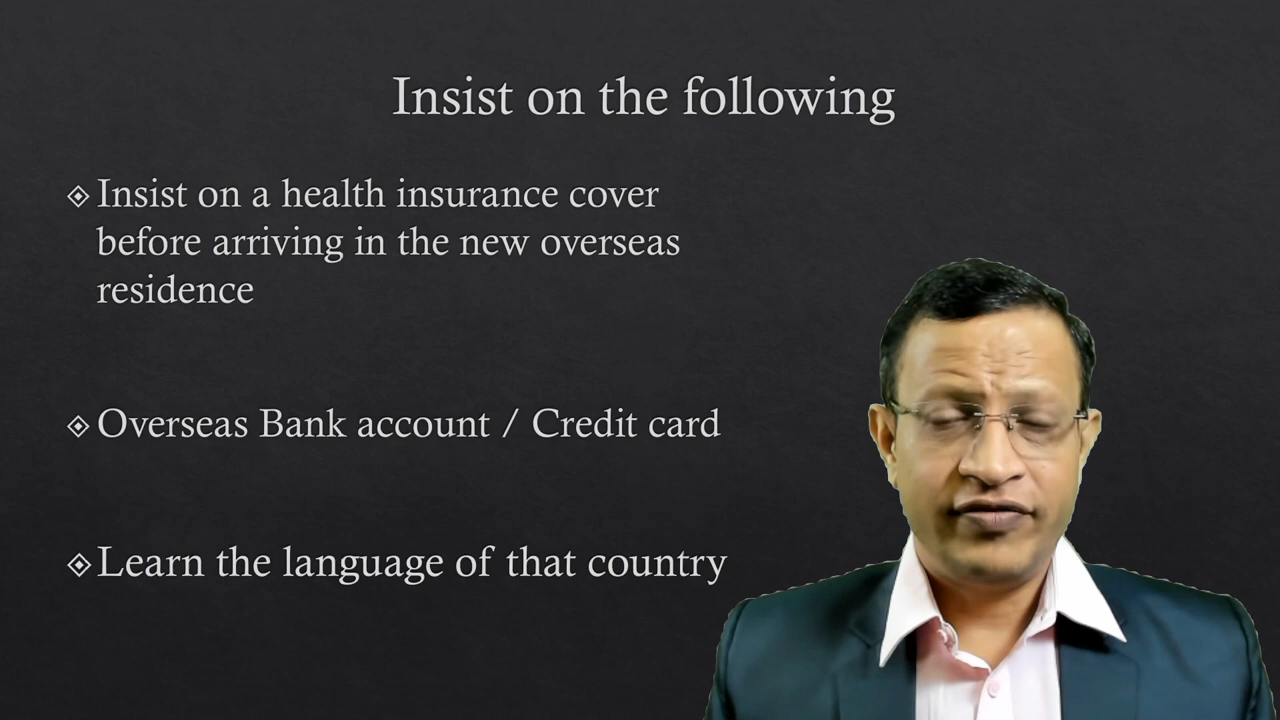 Insist on the following
Insist on a health insurance cover
before arriving in the new overseas
residence
Overseas Bank account / Credit card
Learn the language of that country